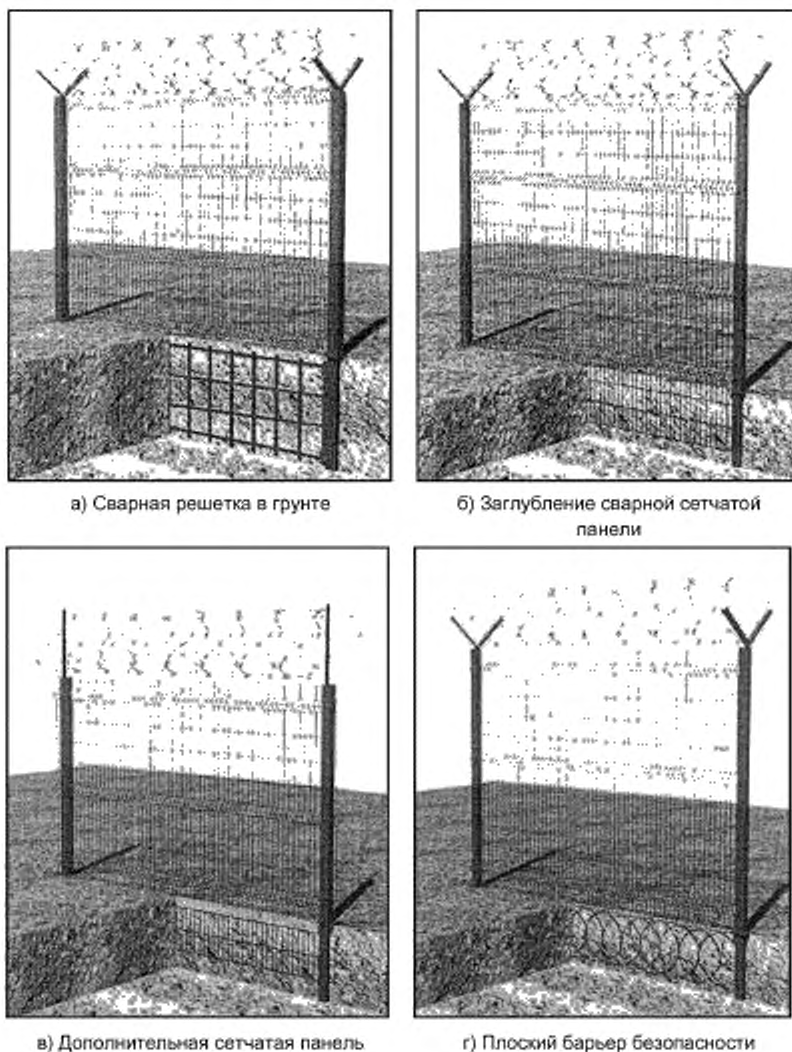 а) Сварная решетка в грунте
б) Заглубление сварной сетчатой
панели
в) Дополнительная сетчатая панель
г) Плоский барьер безопасности